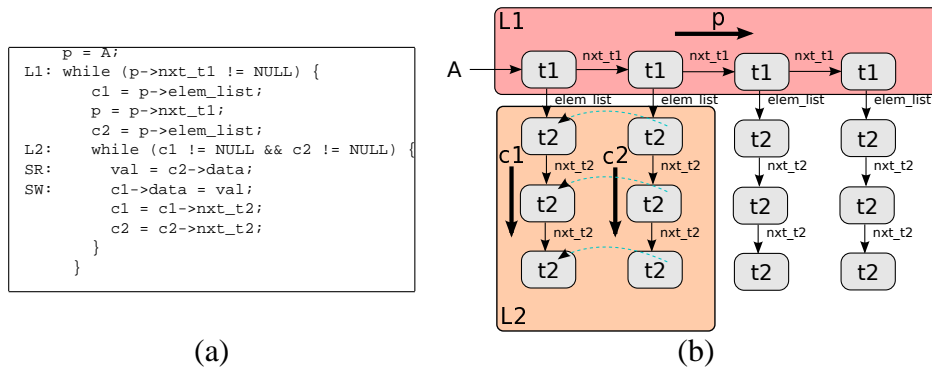 p = A;
L1: while (p->nxt_t1 != NULL) {
c1 = p->elem_list;
p = p->nxt_t1;
c2 = p->elem_list;
L2: while (c1 != NULL && c2 != NULL) {
SR: val = c2->data;
SW: c1->data = val;
c1 = c1->nxt_t2;
c2 = c2->nxt_t2;
}
}
(a)
L1
p
A
t1 nxt_t1 t1 nxt_t1 t1 nxt_t1 t1
elem_list elem_list elem_list elem_list
t2 t2 t2 t2
c1 c2
nxt_t2 nxt_t2 nxt_t2 nxt_t2
t2 t2 t2 t2
nxt_t2 nxt_t2 nxt_t2 nxt_t2
t2 t2 t2 t2
L2
(b)